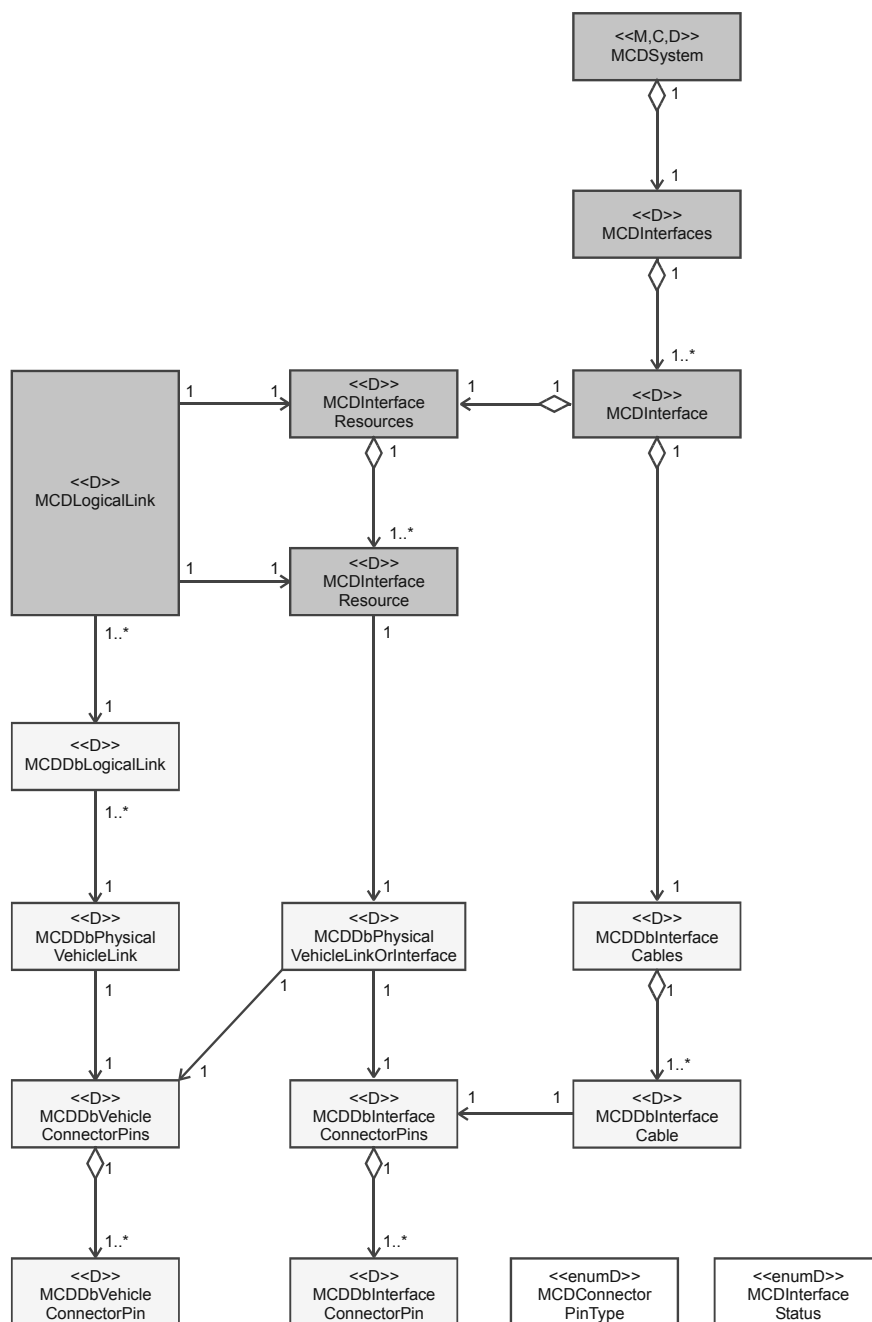 <<M,C,D>>
MCDSystem
1
1
<<D>>
MCDInterfaces
1
1..*
<<D>>
MCDLogicalLink
1
1
<<D>>
MCDInterface
Resources
1
1
<<D>>
MCDInterface
1
1
1..*
1
1
<<D>>
MCDInterface
Resource
1..*
1
1
<<D>>
MCDDbLogicalLink
1..*
1
1
1
<<D>>
MCDDbPhysical
VehicleLink
<<D>>
MCDDbPhysical
VehicleLinkOrInterface
<<D>>
MCDDbInterface
Cables
1
1
1
1
1
1
1
1..*
<<D>>
MCDDbVehicle
ConnectorPins
<<D>>
MCDDbInterface
ConnectorPins
1
1
<<D>>
MCDDbInterface
Cable
1
1
1..*
1..*
<<D>>
MCDDbVehicle
ConnectorPin
<<D>>
MCDDbInterface
ConnectorPin
<<enumD>>
MCDConnector
PinType
<<enumD>>
MCDInterface
Status